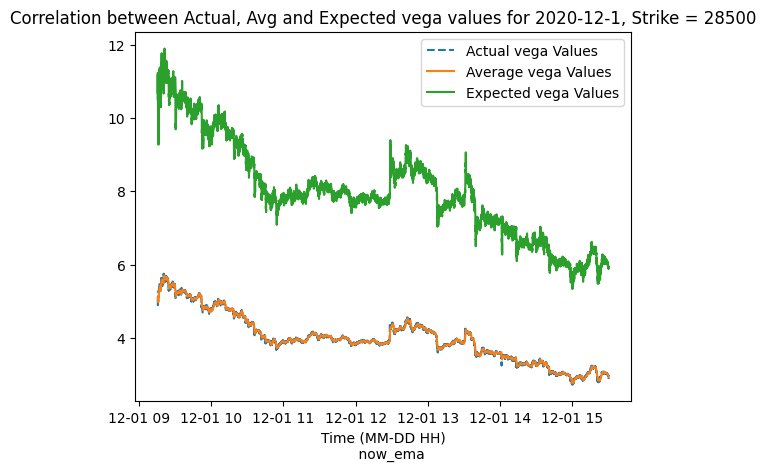 Correlation between Actual, Avg and Expected vega values for 2020-12-1, Strike = 28500
12
10
8
6
4
Actual vega Values
Average vega Values
Expected vega Values
12-01 09 12-01 10 12-01 11 12-01 12 12-01 13 12-01 14 12-01 15
Time (MM-DD HH)
now_ema